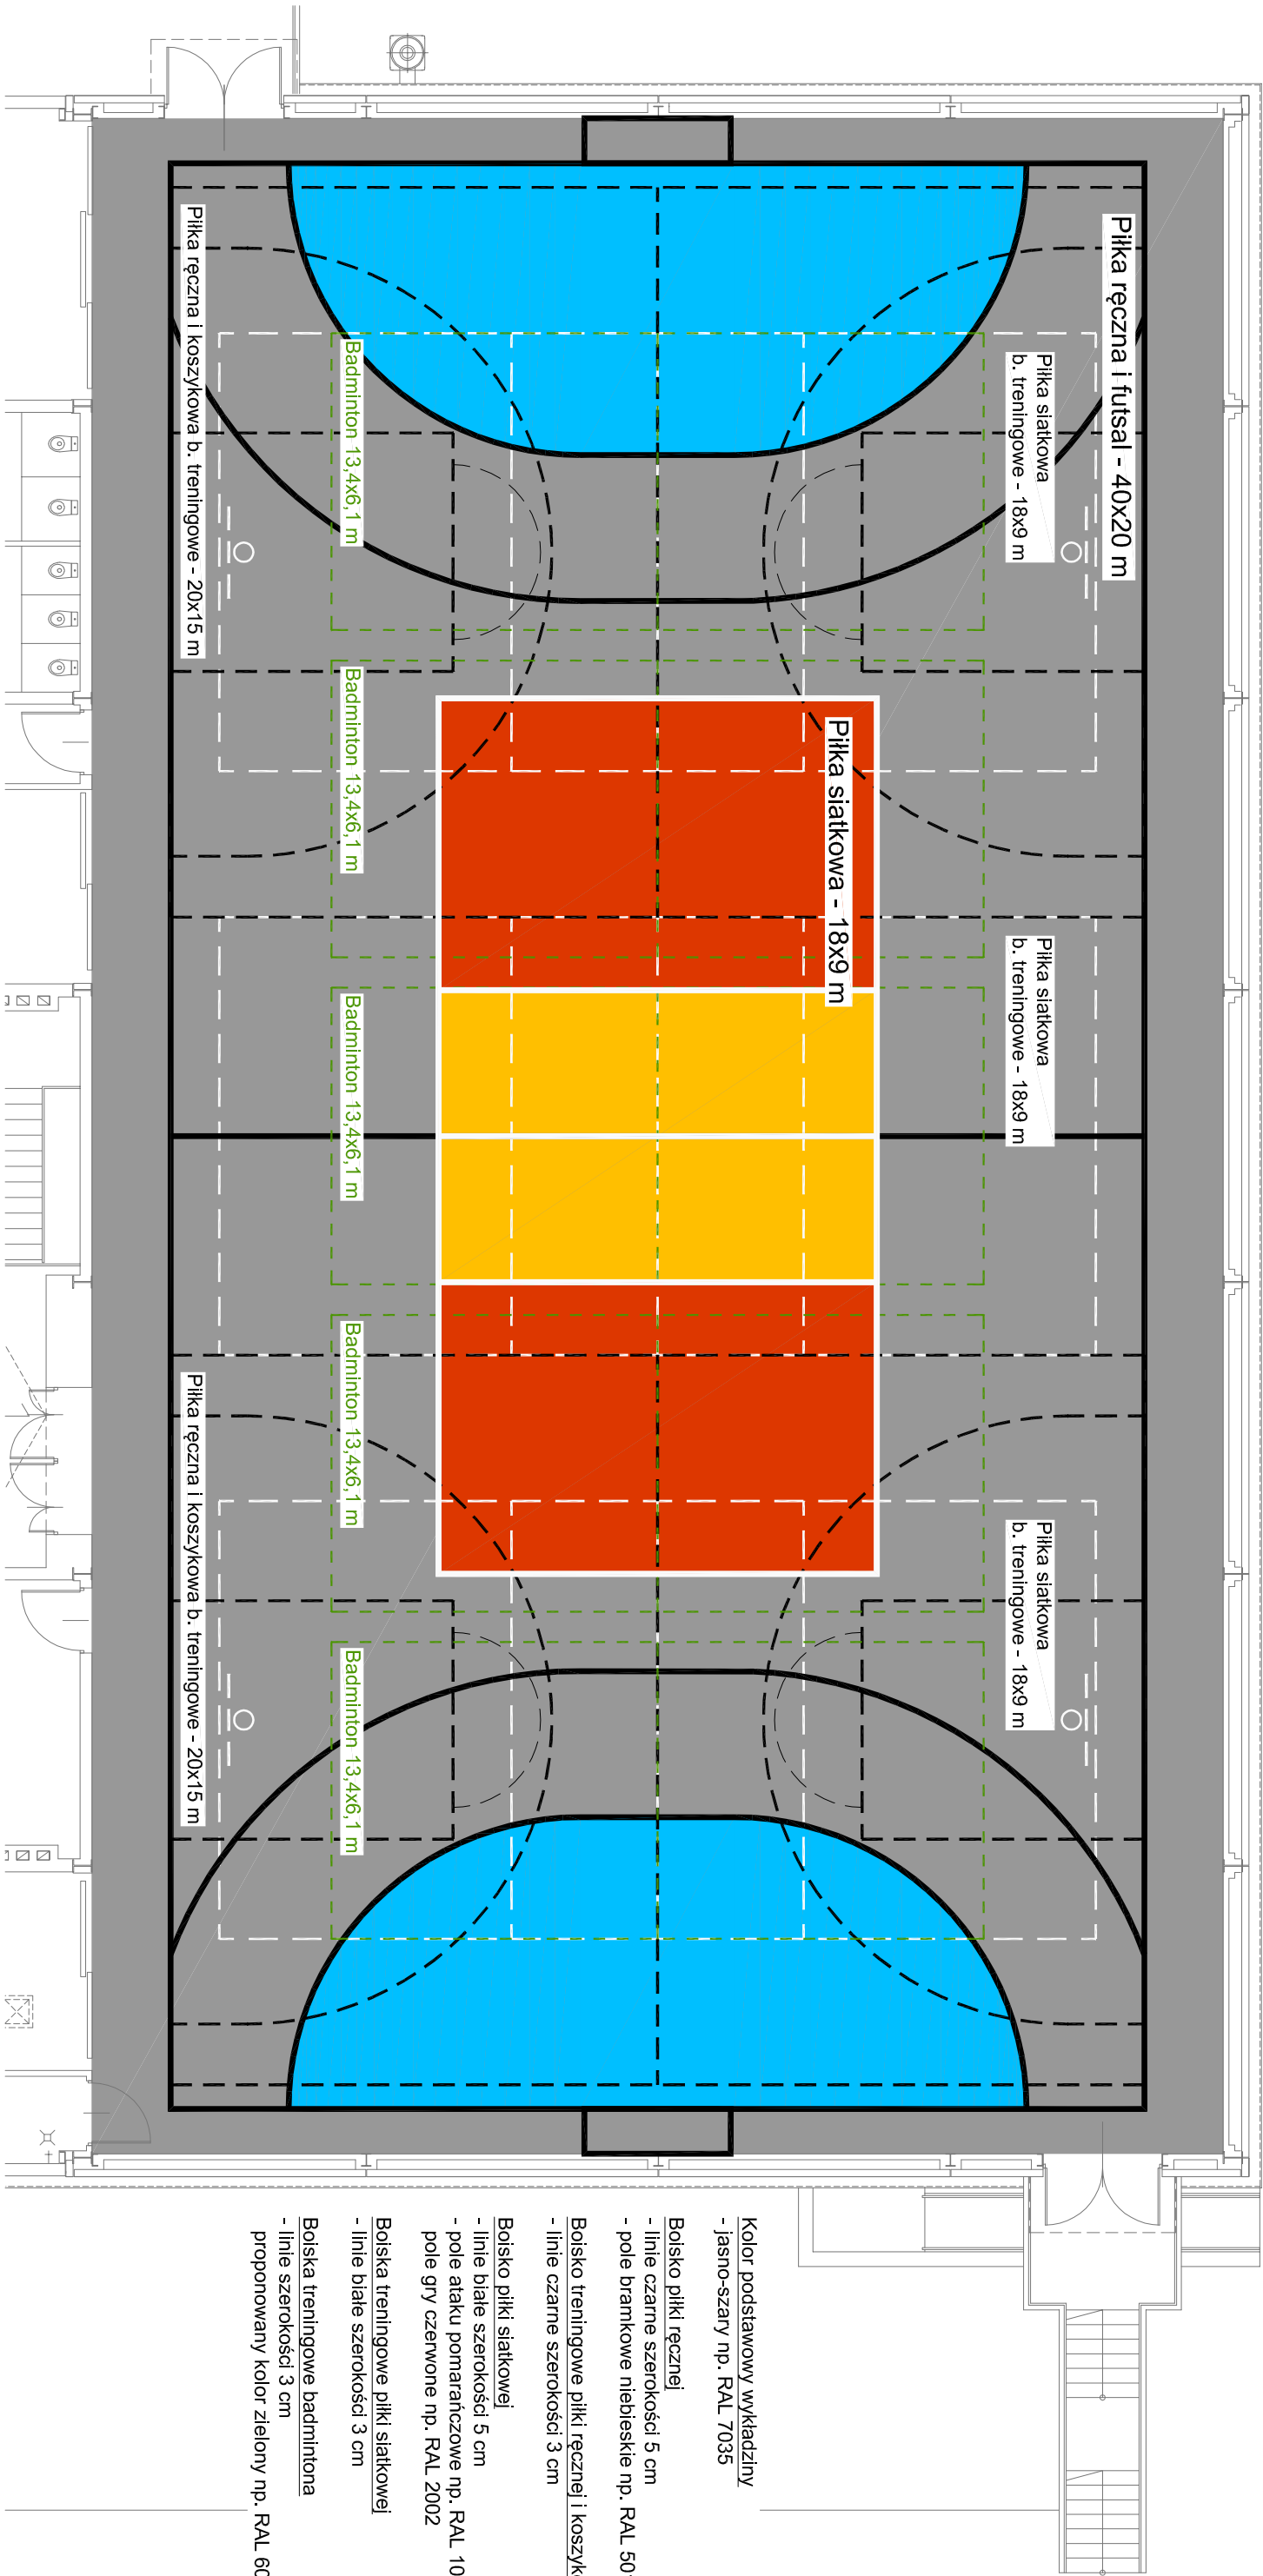 Piłka ręczna i futsal - 40x20 m
Piłka siatkowa
b. treningowe - 18x9 m
Piłka siatkowa
b. treningowe - 18x9 m
Piłka siatkowa
b. treningowe - 18x9 m
Piłka siatkowa - 18x9 m
Badminton 13,4x6,1 m
Badminton 13,4x6,1 m
Badminton 13,4x6,1 m
Badminton 13,4x6,1 m
Badminton 13,4x6,1 m
Piłka ręczna i koszykowa b. treningowe - 20x15 m
Piłka ręczna i koszykowa b. treningowe - 20x15 m
Kolor podstawowy wykładziny
- jasno-szary np. RAL 7035
Boisko piłki ręcznej
- linie czarne szerokości 5 cm
- pole bramkowe niebieskie np. RAL 50
Boisko treningowe piłki ręcznej i koszyk
- linie czarne szerokości 3 cm
Boisko piłki siatkowej
- linie białe szerokości 5 cm
- pole ataku pomarańczowe np. RAL 10
pole gry czerwone np. RAL 2002
Boiska treningowe piłki siatkowej
- linie białe szerokości 3 cm
Boiska treningowe badmintona
- linie szerokości 3 cm
proponowany kolor zielony np. RAL 60